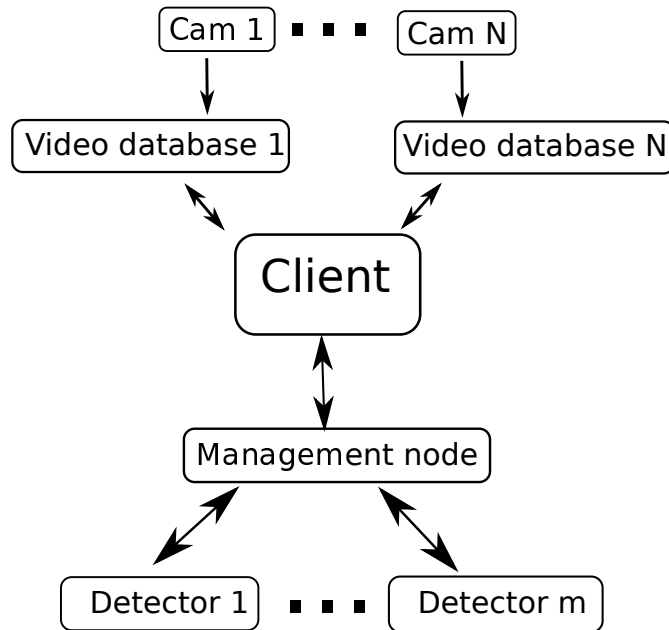 Cam 1
Cam N
Video database 1
Video database N
Client
Management node
Detector 1
Detector m